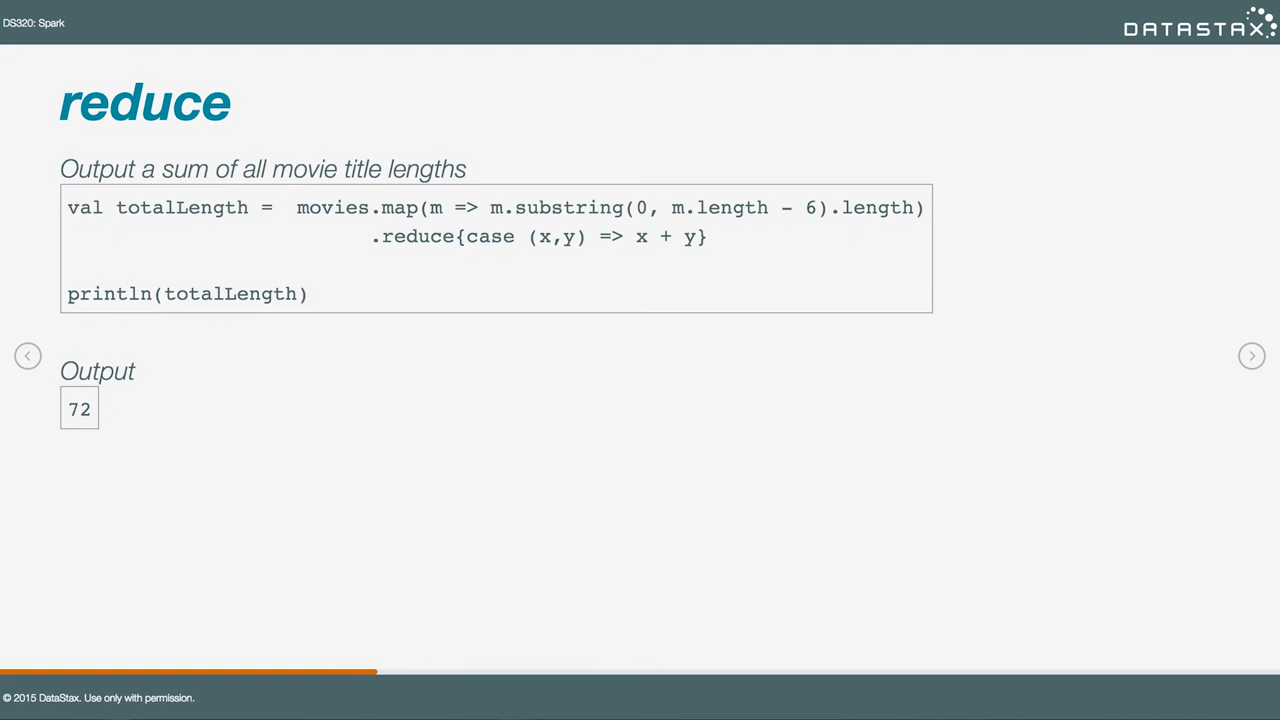 DS320: Spark
DATASTAX
reduce
Output a sum of all movie title lengths
val totalLength =  movies.map(m => m.substring(0, m.length - 6).length)
.reduce{case (x,y) => x + y}
println(totalLength)
Output
72
© 2015 DataStax. Use only with permission.